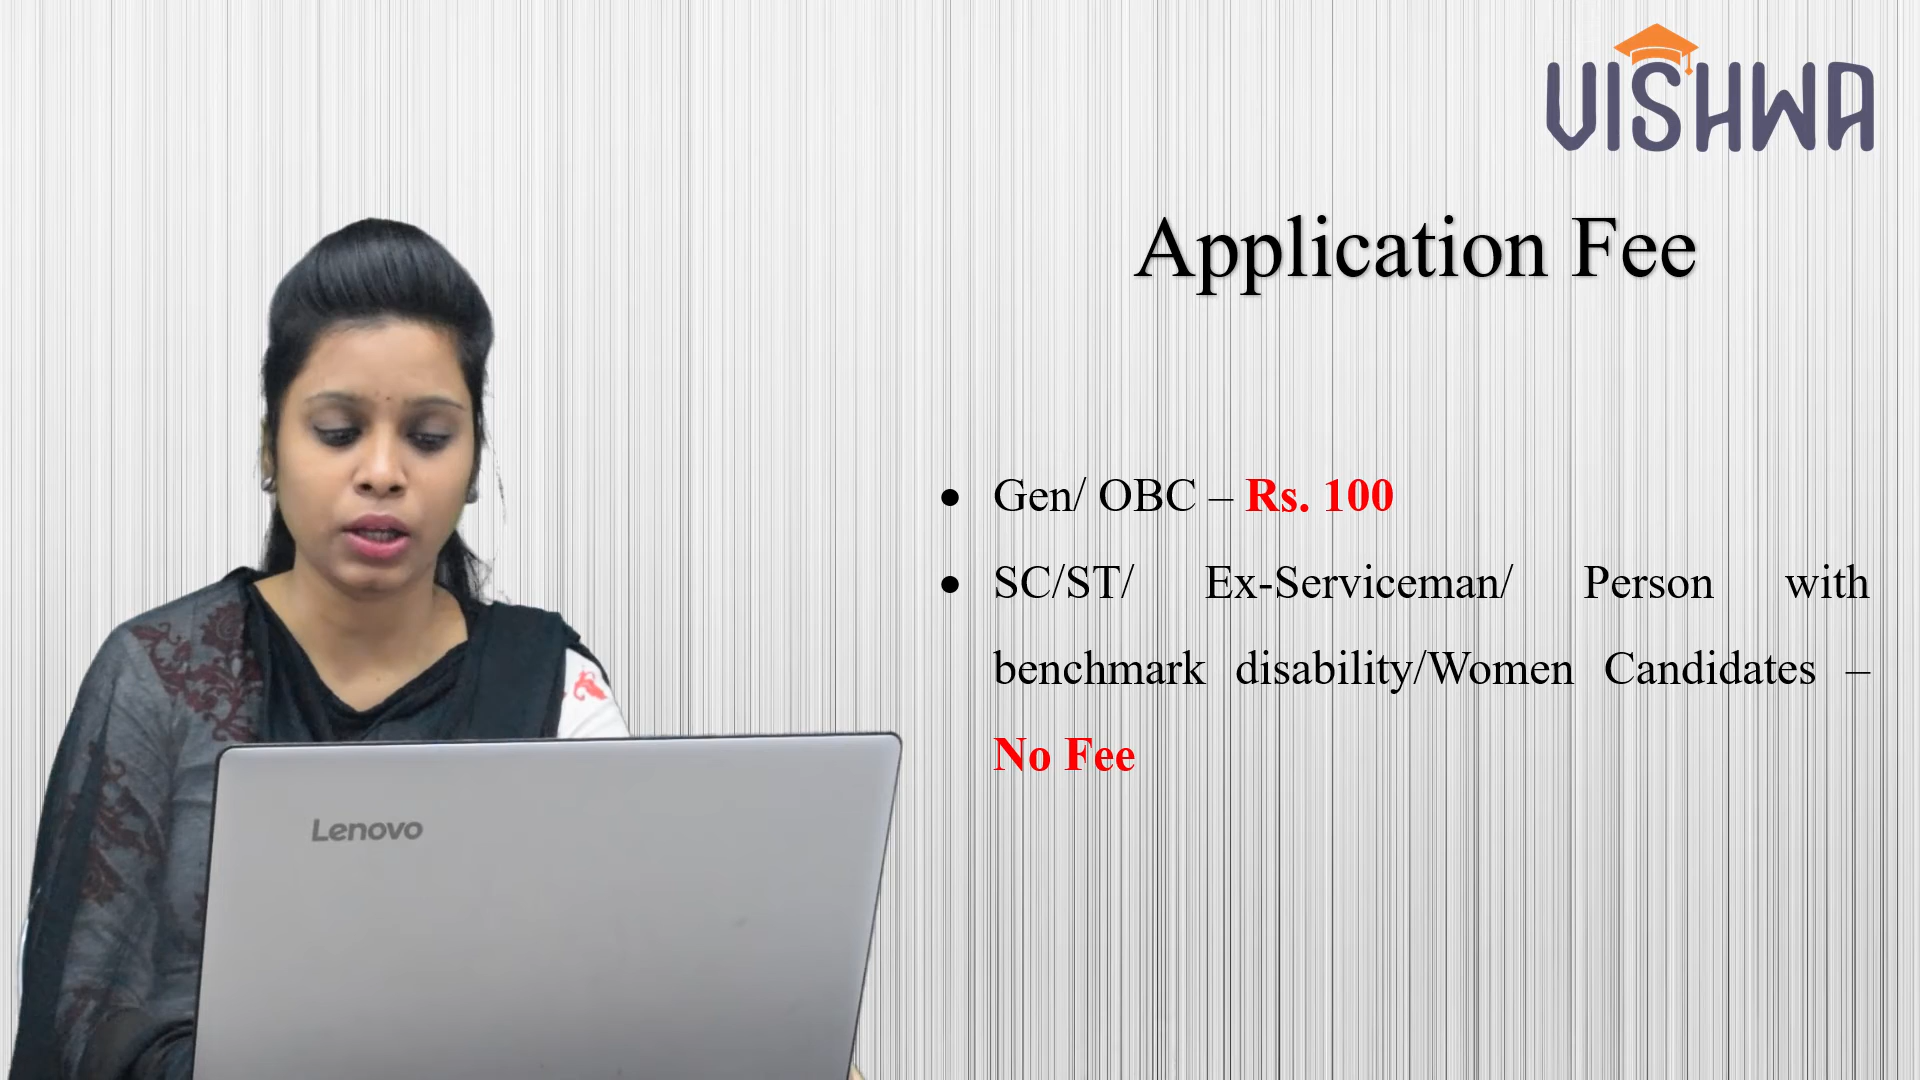 VISHWA
Application Fee
• Gen/ OBC – Rs. 100
• SC/ST/ Ex-Serviceman/ Person with
benchmark disability/Women Candidates –
No Fee
Lenovo